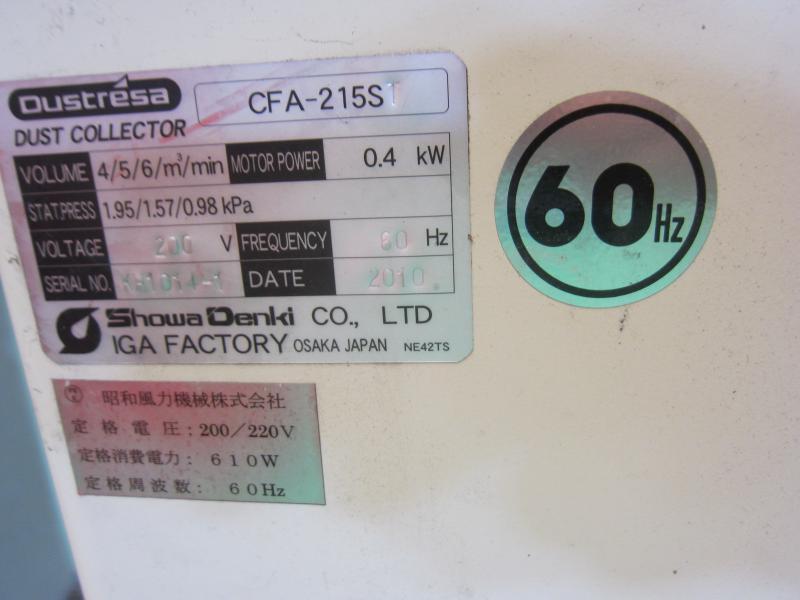 Dustrésa
CFA-215ST
DUST COLLECTOR
VOLUME 4/5/6/m³/min MOTOR POWER 0.4 kW
STAT.PRESS 1.95/1.57/0.98 kPa
VOLTAGE 200 V FREQUENCY 60 Hz
SERIAL NO. DATE 2010
Showa Denki CO., LTD
IGA FACTORY OSAKA JAPAN NE42TS
60Hz
昭和風力機械株式会社
定格電圧:200/220V
定格消費電力:610W
定格周波数:60Hz